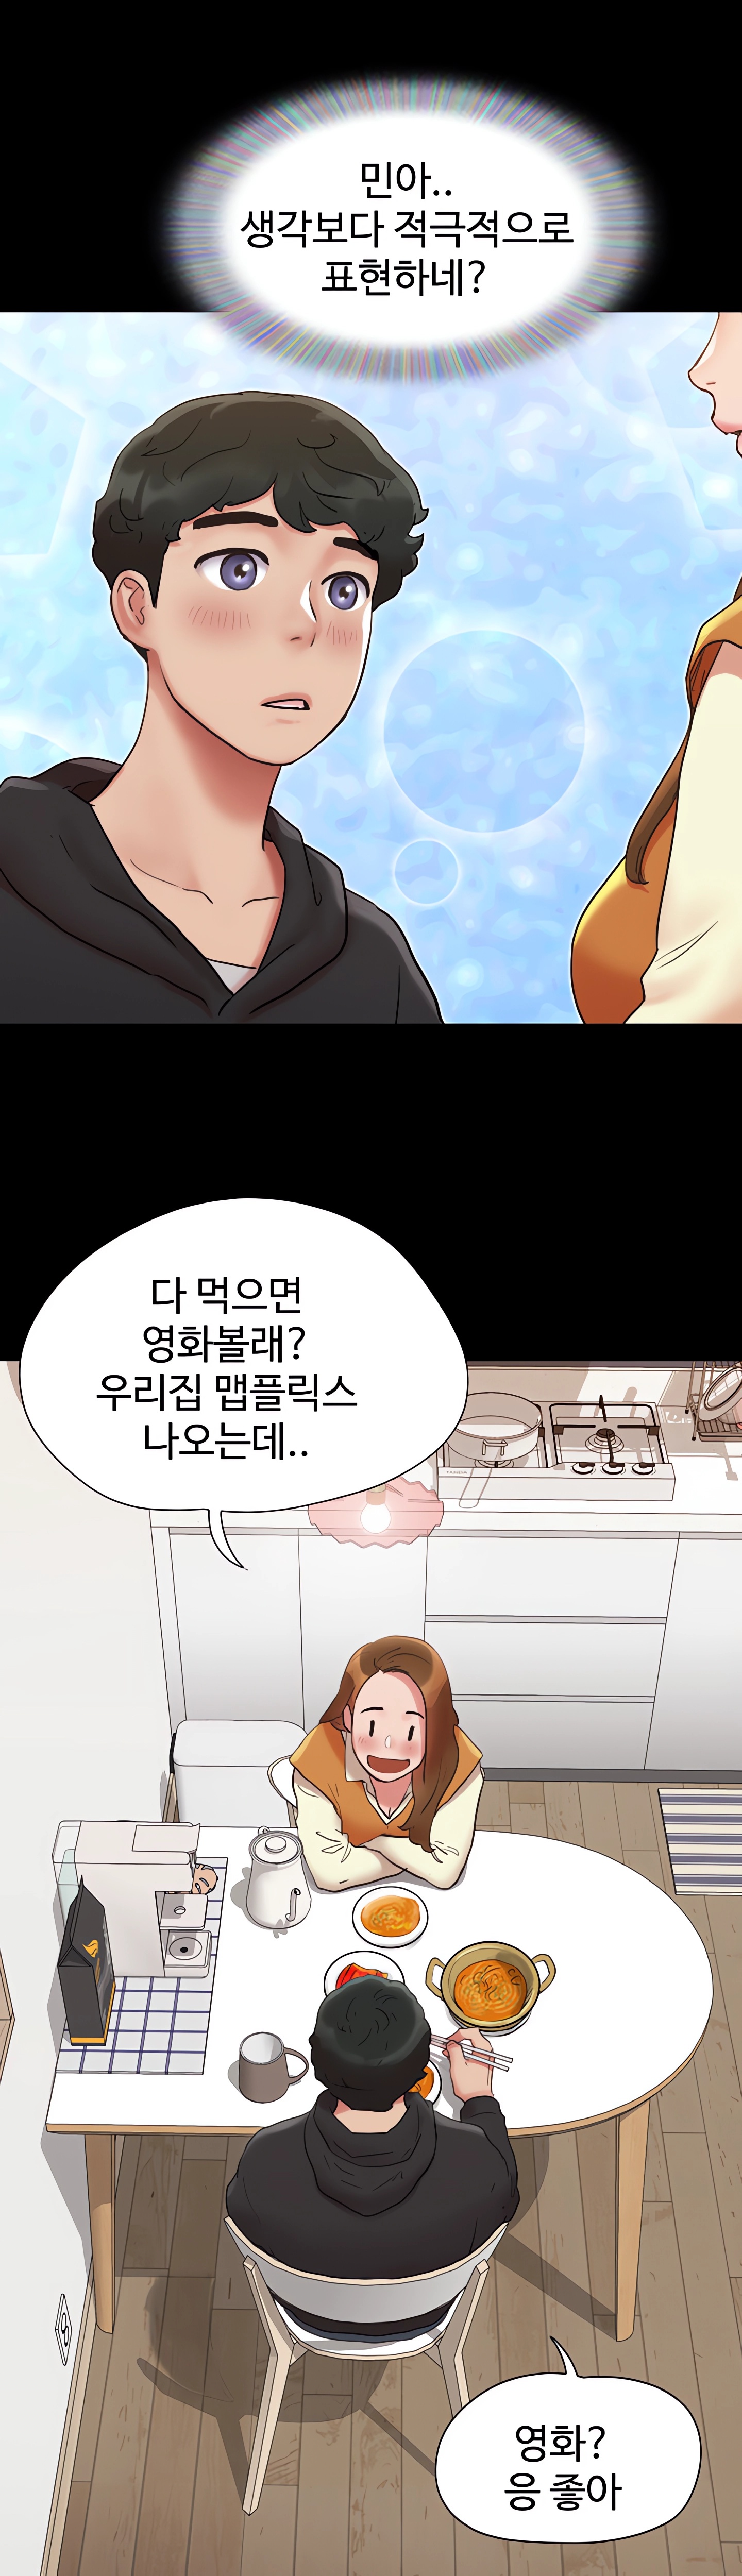 민아..
생각보다 적극적으로
표현하네?
다 먹으면
영화볼래?
우리집 맵플릭스
나오는데..
영화?
응 좋아